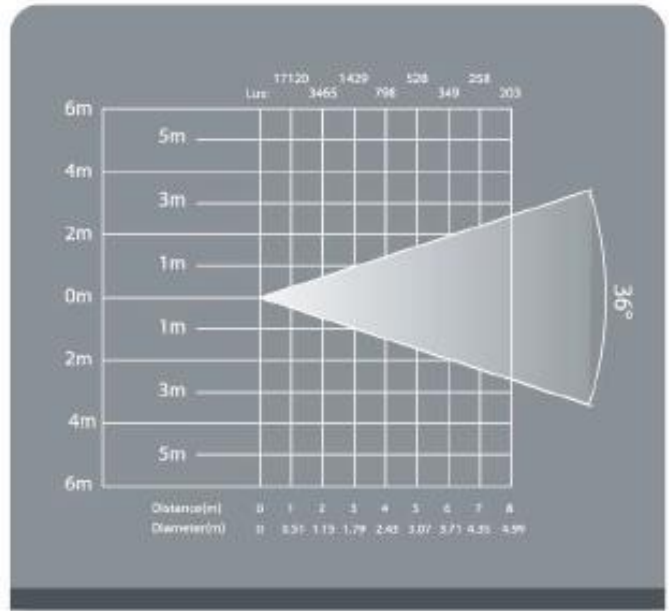 17120 1429 528 258
Lux: 3465 798 349 203
6m
5m
4m
3m
2m
1m
0m
1m
2m
3m
4m
5m
6m
36°
Distance(m) 0 1 2 3 4 5 6 7 8
Diameter(m) 0 0.51 1.15 1.79 2.43 3.07 3.71 4.35 4.99